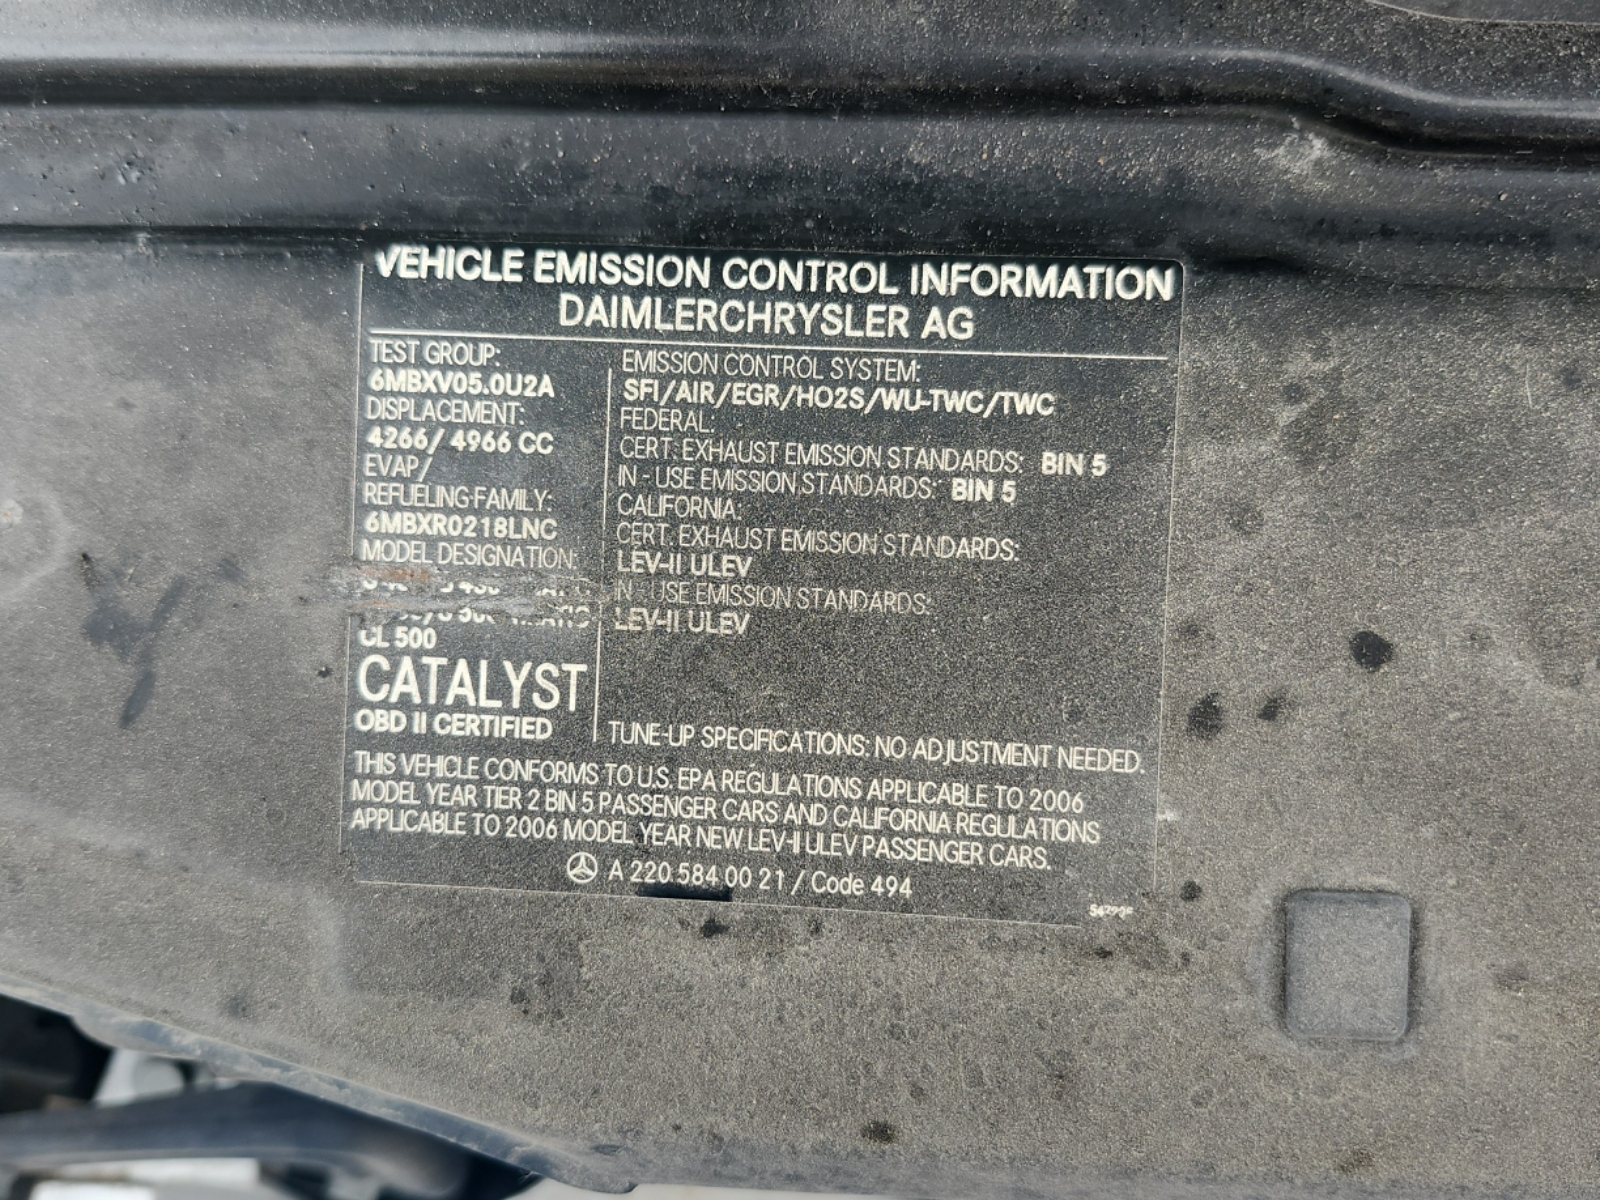 VEHICLE EMISSION CONTROL INFORMATION
DAIMLERCHRYSLER AG
TEST GROUP:
6MBXV05.0U2A
DISPLACEMENT:
4266/ 4966 CC
EVAP/
REFUELING-FAMILY:
6MBXR0218LNC
MODEL DESIGNATION:
CL 500
CATALYST
OBD II CERTIFIED
EMISSION CONTROL SYSTEM:
SFI/AIR/EGR/HO2S/WU-TWC/TWC
FEDERAL:
CERT. EXHAUST EMISSION STANDARDS: BIN 5
IN - USE EMISSION STANDARDS: BIN 5
CALIFORNIA:
CERT. EXHAUST EMISSION STANDARDS:
LEV-II ULEV
IN - USE EMISSION STANDARDS:
LEV-II ULEV
TUNE-UP SPECIFICATIONS: NO ADJUSTMENT NEEDED.
THIS VEHICLE CONFORMS TO U.S. EPA REGULATIONS APPLICABLE TO 2006
MODEL YEAR TIER 2 BIN 5 PASSENGER CARS AND CALIFORNIA REGULATIONS
APPLICABLE TO 2006 MODEL YEAR NEW LEV-II ULEV PASSENGER CARS.
A 220 584 00 21 / Code 494